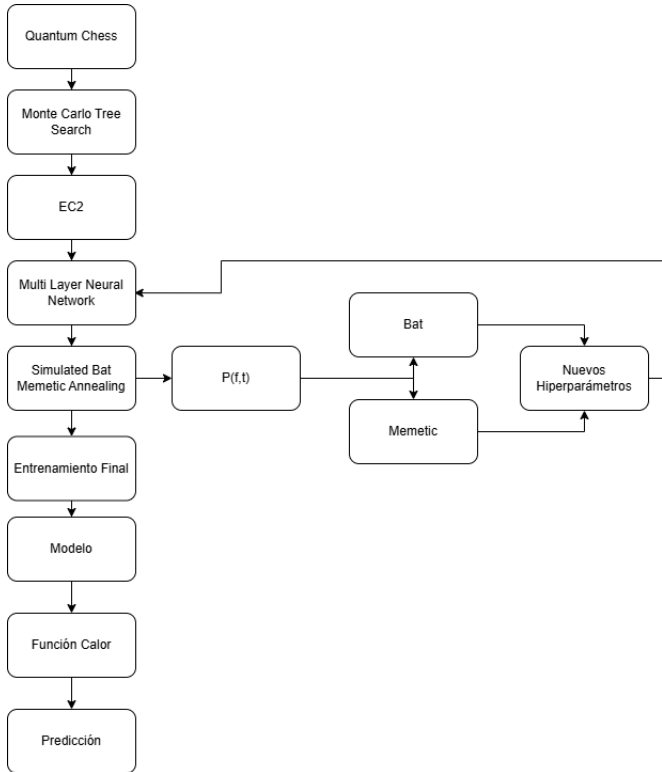 Quantum Chess
Monte Carlo Tree
Search
EC2
Multi Layer Neural
Network
Simulated Bat
Memetic Annealing
P(f,t)
Bat
Memetic
Nuevos
Hiperparámetros
Entrenamiento Final
Modelo
Función Calor
Predicción